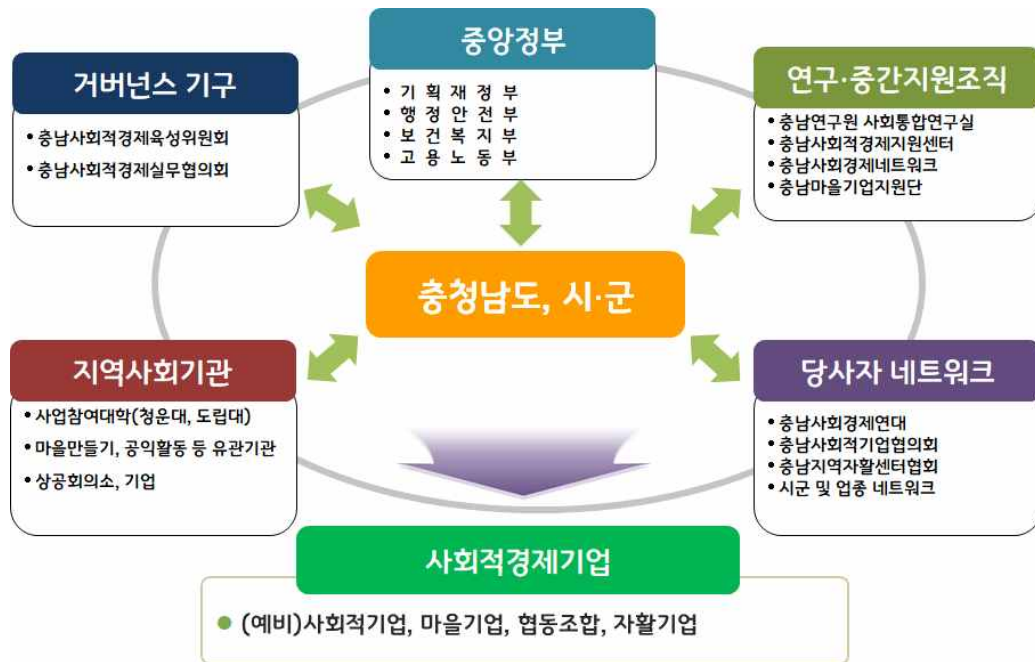 중앙정부
• 기 획 재 정 부
• 행 정 안 전 부
• 보 건 복 지 부
• 고 용 노 동 부
거버넌스 기구
• 충남사회적경제육성위원회
• 충남사회적경제실무협의회
연구·중간지원조직
• 충남연구원 사회통합연구실
• 충남사회적경제지원센터
• 충남사회경제네트워크
• 충남마을기업지원단
충청남도, 시·군
지역사회기관
• 사업참여대학(청운대, 도립대)
• 마을만들기, 공익활동 등 유관기관
• 상공회의소, 기업
당사자 네트워크
• 충남사회경제연대
• 충남사회적기업협의회
• 충남지역자활센터협회
• 시군 및 업종 네트워크
사회적경제기업
• (예비)사회적기업, 마을기업, 협동조합, 자활기업